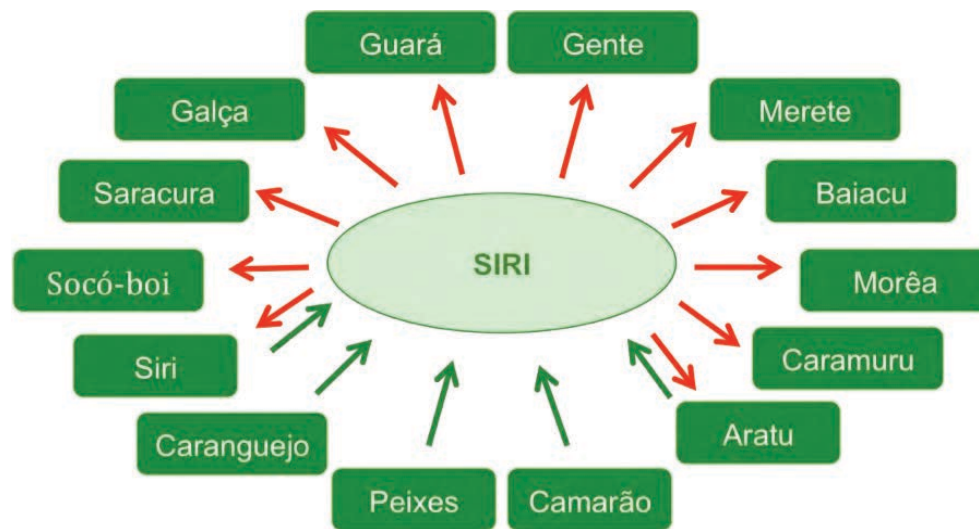 Guará
Gente
Galça
Merete
Saracura
Baiacu
SIRI
Socó-boi
Morêa
Siri
Caramuru
Caranguejo
Aratu
Peixes
Camarão